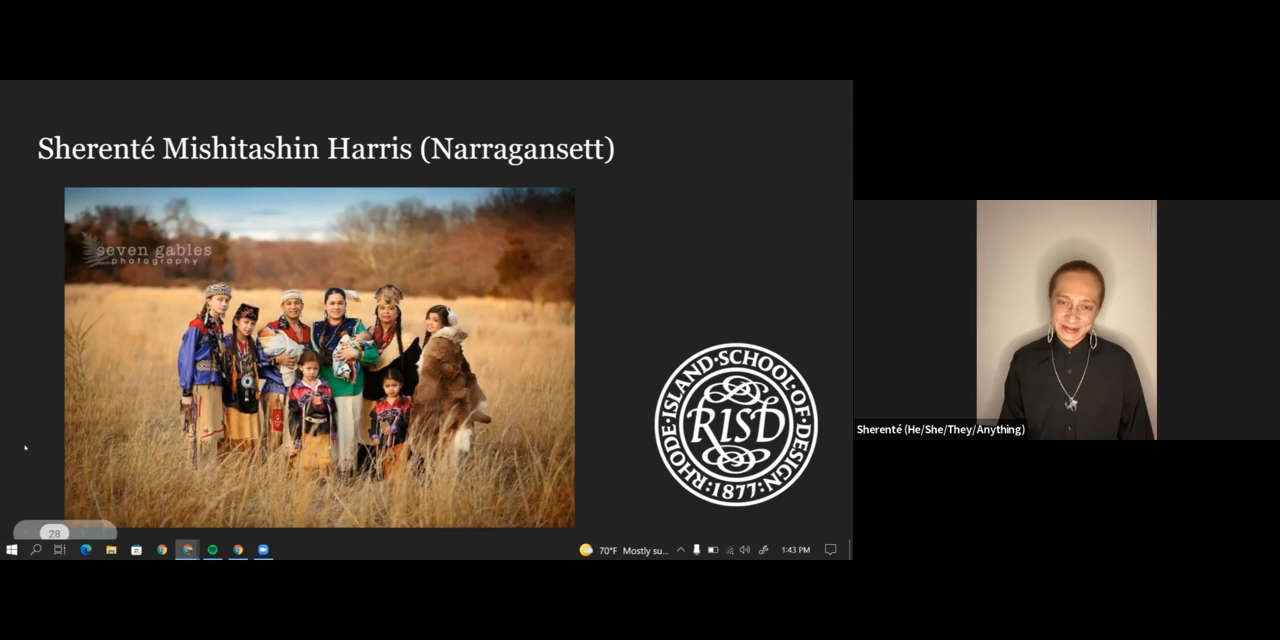 Sherenté Mishitashin Harris (Narragansett)
seven gables
photography
RHODE·ISLAND·SCHOOL·OF·DESIGN
RISD
:1877:
Sherenté (He/She/They/Anything)
28
70°F Mostly su...
1:43 PM